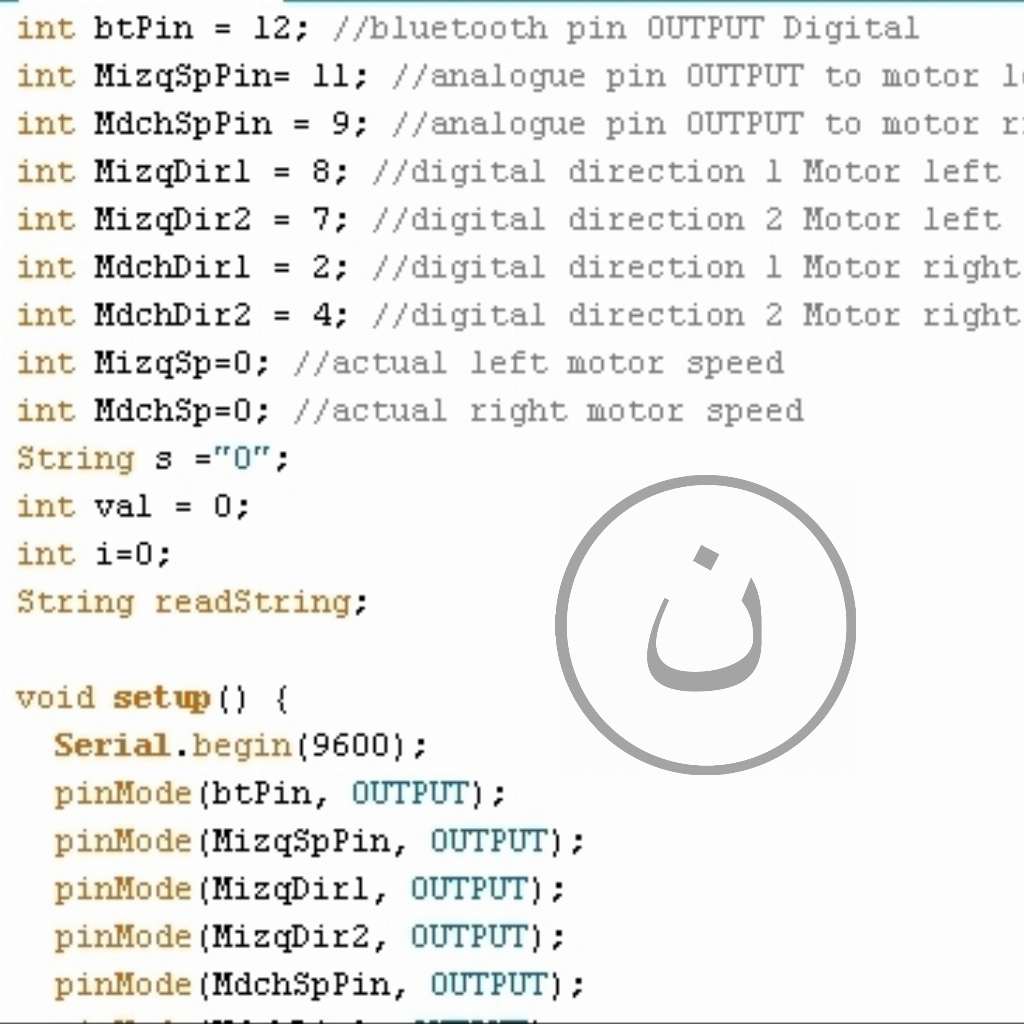 int btPin = 12; //bluetooth pin OUTPUT Digital
int MizqSpPin= 11; //analogue pin OUTPUT to motor
int MdchSpPin = 9; //analogue pin OUTPUT to motor
int MizqDir1 = 8; //digital direction 1 Motor left
int MizqDir2 = 7; //digital direction 2 Motor left
int MdchDir1 = 2; //digital direction 1 Motor right
int MdchDir2 = 4; //digital direction 2 Motor right
int MizqSp=0; //actual left motor speed
int MdchSp=0; //actual right motor speed
String s ="0";
int val = 0;
int i=0;
String readString;
ن
void setup() {
Serial.begin(9600);
pinMode(btPin, OUTPUT);
pinMode(MizqSpPin, OUTPUT);
pinMode(MizqDir1, OUTPUT);
pinMode(MizqDir2, OUTPUT);
pinMode(MdchSpPin, OUTPUT);